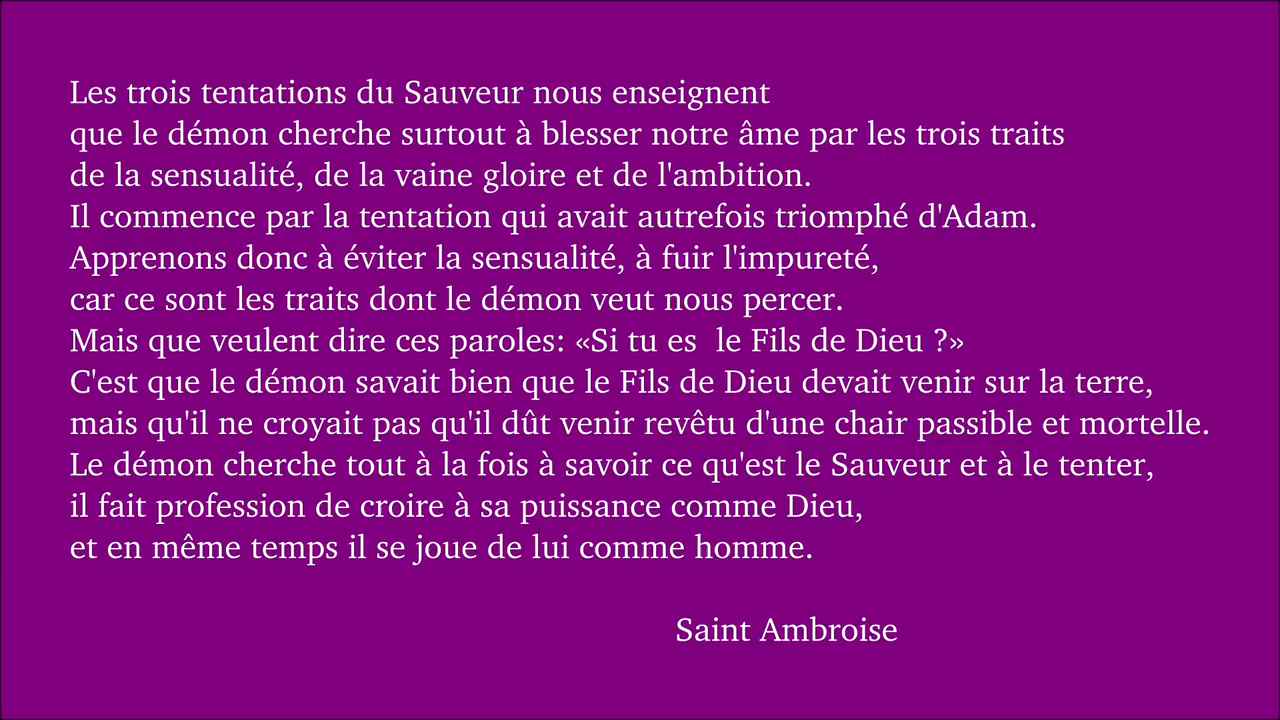 Les trois tentations du Sauveur nous enseignent
que le démon cherche surtout à blesser notre âme par les trois traits
de la sensualité, de la vaine gloire et de l'ambition.
Il commence par la tentation qui avait autrefois triomphé d'Adam.
Apprenons donc à éviter la sensualité, à fuir l'impureté,
car ce sont les traits dont le démon veut nous percer.
Mais que veulent dire ces paroles: «Si tu es  le Fils de Dieu ?»
C'est que le démon savait bien que le Fils de Dieu devait venir sur la terre,
mais qu'il ne croyait pas qu'il dût venir revêtu d'une chair passible et mortelle.
Le démon cherche tout à la fois à savoir ce qu'est le Sauveur et à le tenter,
il fait profession de croire à sa puissance comme Dieu,
et en même temps il se joue de lui comme homme.
Saint Ambroise